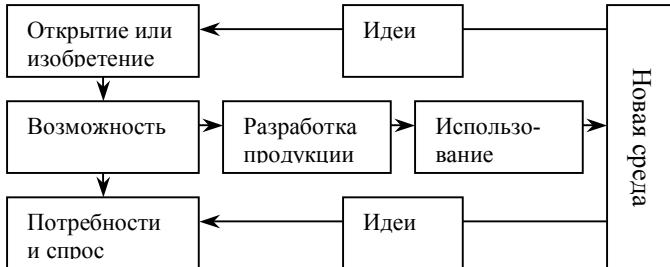 Открытие или
изобретение
Идеи
Возможность
Разработка
продукции
Использо-
вание
Новая среда
Потребности
и спрос
Идеи